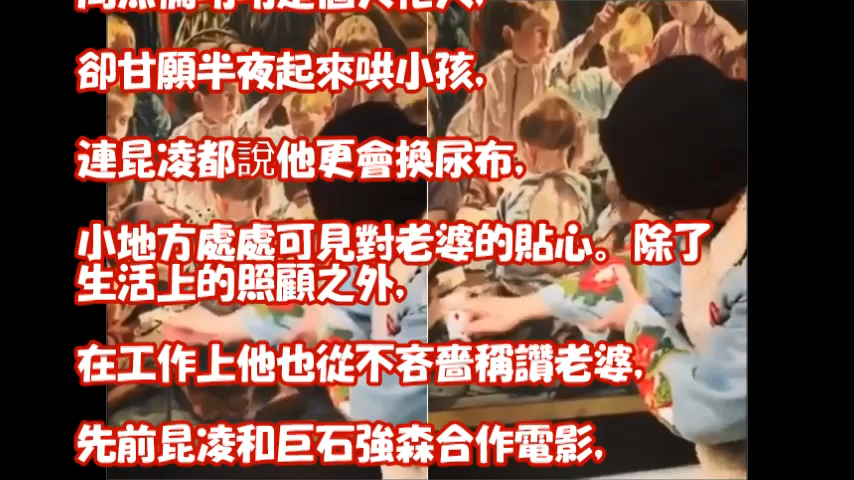 卻甘願半夜起來哄小孩,
連昆凌都說他更會換尿布,
小地方處處可見對老婆的貼心。除了
生活上的照顧之外,
在工作上他也從不吝嗇稱讚老婆,
先前昆凌和巨石強森合作電影,